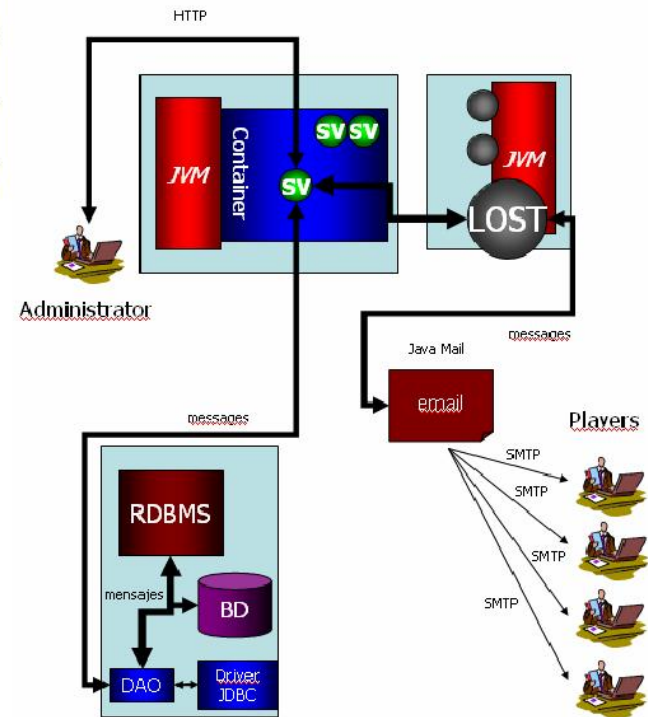 HTTP
JVM
Container
SV SV
SV
JVM
LOST
Administrator
messages
Java Mail
email
Players
messages
SMTP
SMTP
SMTP
SMTP
RDBMS
mensajes
BD
DAO
Driver
JDBC